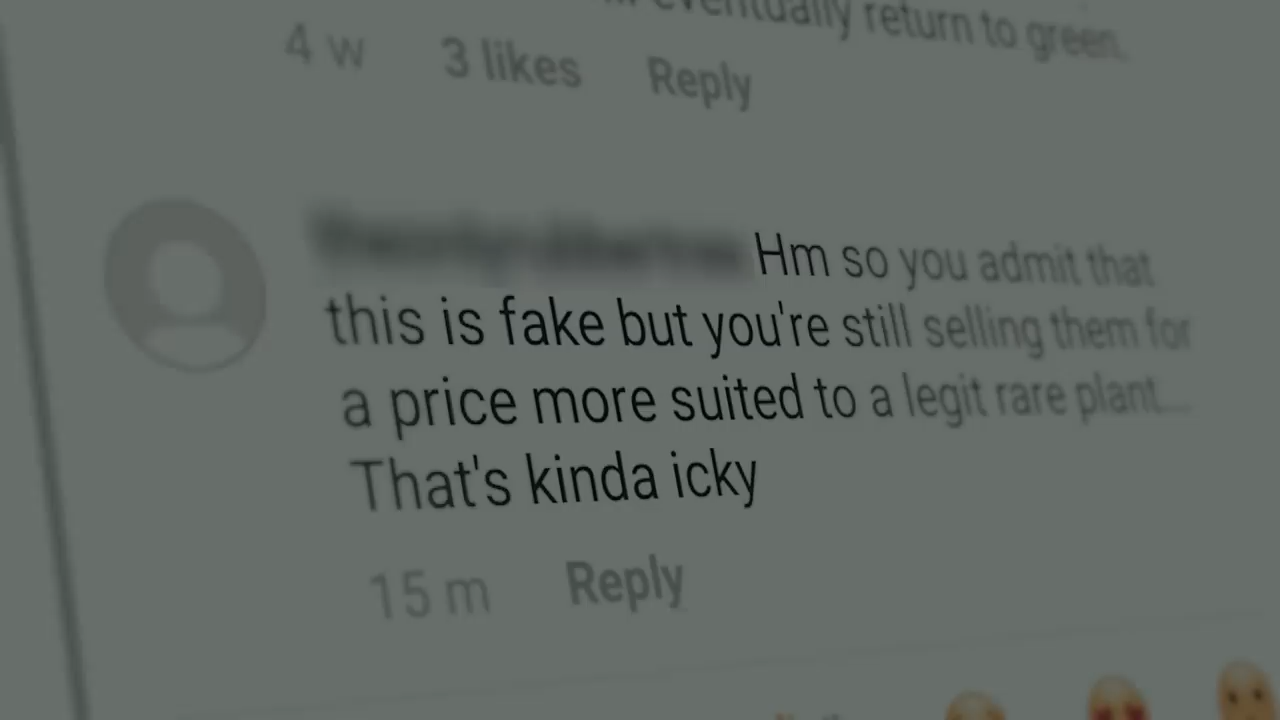 eventually return to green.
4 w 3 likes Reply
Hm so you admit that
this is fake but you're still selling them for
a price more suited to a legit rare plant...
That's kinda icky
15 m Reply